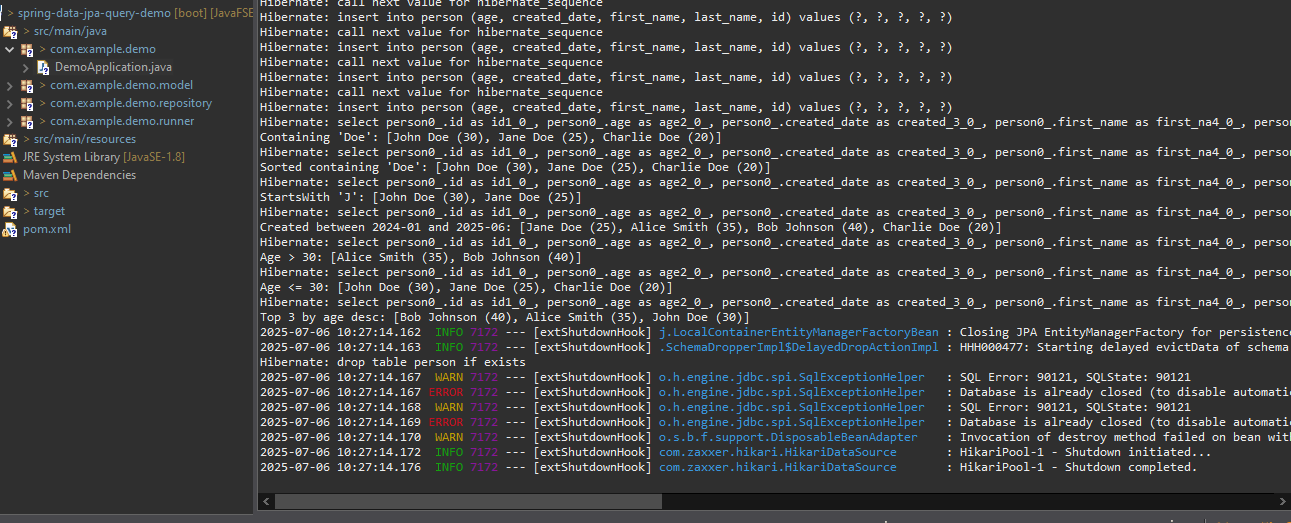 > spring-data-jpa-query-demo [boot] [JavaSE
> src/main/java
> com.example.demo
> DemoApplication.java
> com.example.demo.model
> com.example.demo.repository
> com.example.demo.runner
> src/main/resources
JRE System Library [JavaSE-1.8]
Maven Dependencies
> src
> target
pom.xml
Hibernate: call next value for hibernate_sequence
Hibernate: insert into person (age, created_date, first_name, last_name, id) values (?, ?, ?, ?, ?)
Hibernate: call next value for hibernate_sequence
Hibernate: insert into person (age, created_date, first_name, last_name, id) values (?, ?, ?, ?, ?)
Hibernate: call next value for hibernate_sequence
Hibernate: insert into person (age, created_date, first_name, last_name, id) values (?, ?, ?, ?, ?)
Hibernate: call next value for hibernate_sequence
Hibernate: insert into person (age, created_date, first_name, last_name, id) values (?, ?, ?, ?, ?)
Hibernate: select person0_.id as id1_0_, person0_.age as age2_0_, person0_.created_date as created_3_0_, person0_.first_name as first_na4_0_, perso
Containing 'Doe': [John Doe (30), Jane Doe (25), Charlie Doe (20)]
Hibernate: select person0_.id as id1_0_, person0_.age as age2_0_, person0_.created_date as created_3_0_, person0_.first_name as first_na4_0_, perso
Sorted containing 'Doe': [John Doe (30), Jane Doe (25), Charlie Doe (20)]
Hibernate: select person0_.id as id1_0_, person0_.age as age2_0_, person0_.created_date as created_3_0_, person0_.first_name as first_na4_0_, perso
StartsWith 'J': [John Doe (30), Jane Doe (25)]
Hibernate: select person0_.id as id1_0_, person0_.age as age2_0_, person0_.created_date as created_3_0_, person0_.first_name as first_na4_0_, perso
Created between 2024-01 and 2025-06: [Jane Doe (25), Alice Smith (35), Bob Johnson (40), Charlie Doe (20)]
Hibernate: select person0_.id as id1_0_, person0_.age as age2_0_, person0_.created_date as created_3_0_, person0_.first_name as first_na4_0_, perso
Age > 30: [Alice Smith (35), Bob Johnson (40)]
Hibernate: select person0_.id as id1_0_, person0_.age as age2_0_, person0_.created_date as created_3_0_, person0_.first_name as first_na4_0_, perso
Age <= 30: [John Doe (30), Jane Doe (25), Charlie Doe (20)]
Hibernate: select person0_.id as id1_0_, person0_.age as age2_0_, person0_.created_date as created_3_0_, person0_.first_name as first_na4_0_, perso
Top 3 by age desc: [Bob Johnson (40), Alice Smith (35), John Doe (30)]
2025-07-06 10:27:14.162 INFO 7172 --- [extShutdownHook] j.LocalContainerEntityManagerFactoryBean : Closing JPA EntityManagerFactory for persistenc
2025-07-06 10:27:14.163 INFO 7172 --- [extShutdownHook] .SchemaDropperImpl$DelayedDropActionImpl : HHH000477: Starting delayed evictData of schema
Hibernate: drop table person if exists
2025-07-06 10:27:14.167 WARN 7172 --- [extShutdownHook] o.h.engine.jdbc.spi.SqlExceptionHelper : SQL Error: 90121, SQLState: 90121
2025-07-06 10:27:14.167 ERROR 7172 --- [extShutdownHook] o.h.engine.jdbc.spi.SqlExceptionHelper : Database is already closed (to disable automati
2025-07-06 10:27:14.168 WARN 7172 --- [extShutdownHook] o.h.engine.jdbc.spi.SqlExceptionHelper : SQL Error: 90121, SQLState: 90121
2025-07-06 10:27:14.169 ERROR 7172 --- [extShutdownHook] o.h.engine.jdbc.spi.SqlExceptionHelper : Database is already closed (to disable automati
2025-07-06 10:27:14.170 WARN 7172 --- [extShutdownHook] o.s.b.f.support.DisposableBeanAdapter : Invocation of destroy method failed on bean wit
2025-07-06 10:27:14.172 INFO 7172 --- [extShutdownHook] com.zaxxer.hikari.HikariDataSource : HikariPool-1 - Shutdown initiated...
2025-07-06 10:27:14.176 INFO 7172 --- [extShutdownHook] com.zaxxer.hikari.HikariDataSource : HikariPool-1 - Shutdown completed.